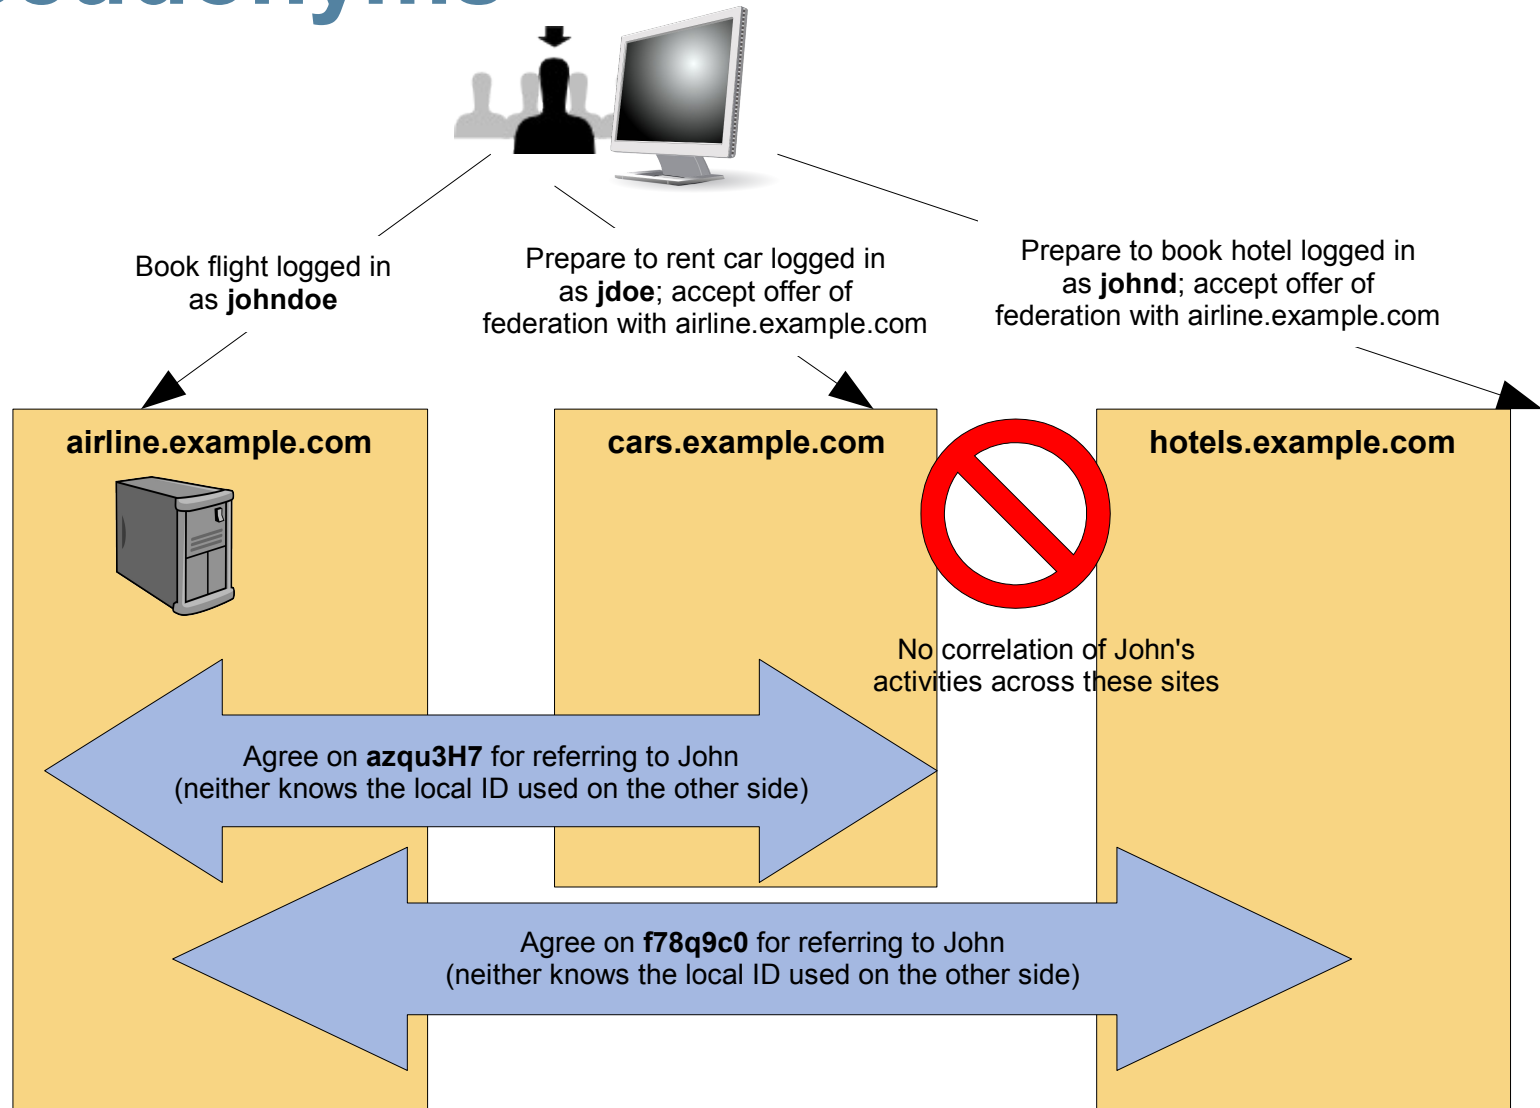 Book flight logged in
as johndoe
Prepare to rent car logged in
as jdoe; accept offer of
federation with airline.example.com
Prepare to book hotel logged in
as johnd; accept offer of
federation with airline.example.com
airline.example.com
cars.example.com
hotels.example.com
No correlation of John's
activities across these sites
Agree on azqu3H7 for referring to John
(neither knows the local ID used on the other side)
Agree on f78q9c0 for referring to John
(neither knows the local ID used on the other side)